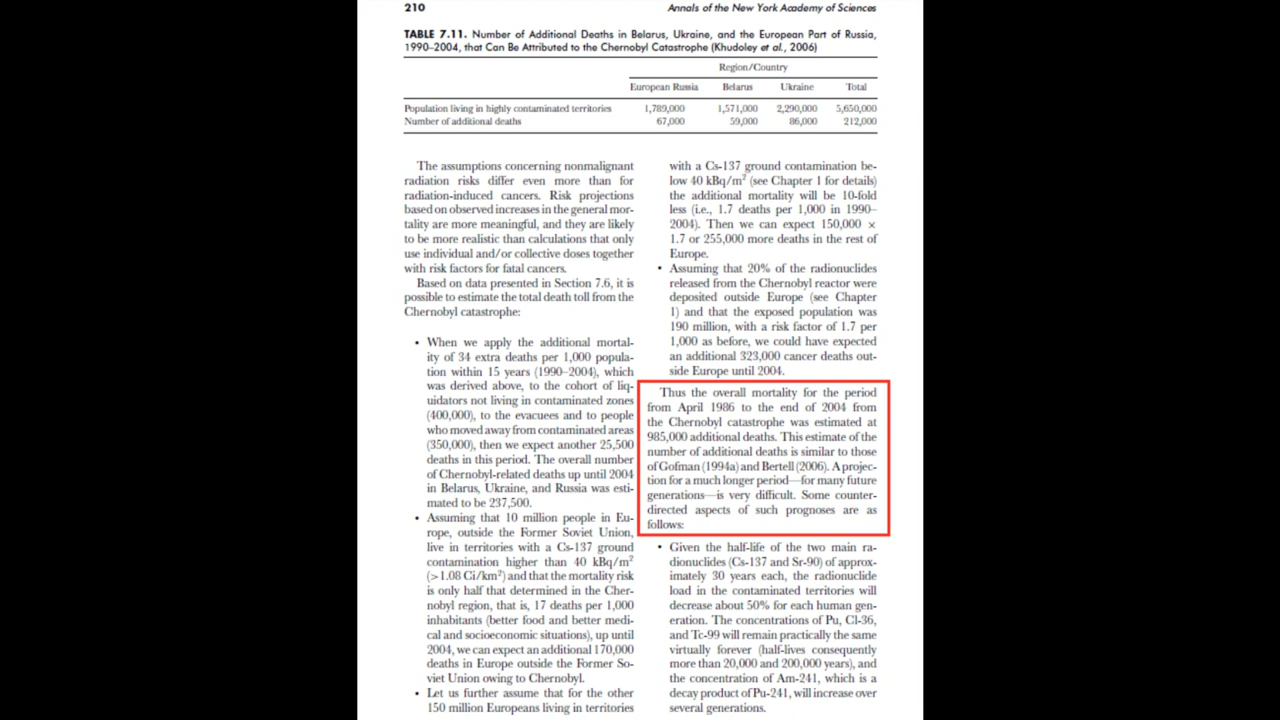 210
Annals of the New York Academy of Sciences
TABLE 7.11. Number of Additional Deaths in Belarus, Ukraine, and the European Part of Russia,
1990–2004, that Can Be Attributed to the Chernobyl Catastrophe (Khudoley et al., 2006)
Region/Country
European Russia Belarus Ukraine Total
Population living in highly contaminated territories 1,789,000 1,571,000 2,290,000 5,650,000
Number of additional deaths 67,000 59,000 86,000 212,000
The assumptions concerning nonmalignant
radiation risks differ even more than for
radiation-induced cancers. Risk projections
based on observed increases in the general mor-
tality are more meaningful, and they are likely
to be more realistic than calculations that only
use individual and/or collective doses together
with risk factors for fatal cancers.
Based on data presented in Section 7.6, it is
possible to estimate the total death toll from the
Chernobyl catastrophe:
• When we apply the additional mortal-
ity of 34 extra deaths per 1,000 popula-
tion within 15 years (1990–2004), which
was derived above, to the cohort of liq-
uidators not living in contaminated zones
(400,000), to the evacuees and to people
who moved away from contaminated areas
(350,000), then we expect another 25,500
deaths in this period. The overall number
of Chernobyl-related deaths up until 2004
in Belarus, Ukraine, and Russia was esti-
mated to be 237,500.
• Assuming that 10 million people in Eu-
rope, outside the Former Soviet Union,
live in territories with a Cs-137 ground
contamination higher than 40 kBq/m²
(>1.08 Ci/km²) and that the mortality risk
is only half that determined in the Cher-
nobyl region, that is, 17 deaths per 1,000
inhabitants (better food and better medi-
cal and socioeconomic situations), up until
2004, we can expect an additional 170,000
deaths in Europe outside the Former So-
viet Union owing to Chernobyl.
• Let us further assume that for the other
150 million Europeans living in territories
with a Cs-137 ground contamination be-
low 40 kBq/m² (see Chapter 1 for details)
the additional mortality will be 10-fold
less (i.e., 1.7 deaths per 1,000 in 1990–
2004). Then we can expect 150,000 ×
1.7 or 255,000 more deaths in the rest of
Europe.
• Assuming that 20% of the radionuclides
released from the Chernobyl reactor were
deposited outside Europe (see Chapter
1) and that the exposed population was
190 million, with a risk factor of 1.7 per
1,000 as before, we could have expected
an additional 323,000 cancer deaths out-
side Europe until 2004.
Thus the overall mortality for the period
from April 1986 to the end of 2004 from
the Chernobyl catastrophe was estimated at
985,000 additional deaths. This estimate of the
number of additional deaths is similar to those
of Gofman (1994a) and Bertell (2006). A projec-
tion for a much longer period—for many future
generations—is very difficult. Some counter-
directed aspects of such prognoses are as
follows:
• Given the half-life of the two main ra-
dionuclides (Cs-137 and Sr-90) of approx-
imately 30 years each, the radionuclide
load in the contaminated territories will
decrease about 50% for each human gen-
eration. The concentrations of Pu, Cl-36,
and Tc-99 will remain practically the same
virtually forever (half-lives consequently
more than 20,000 and 200,000 years), and
the concentration of Am-241, which is a
decay product of Pu-241, will increase over
several generations.